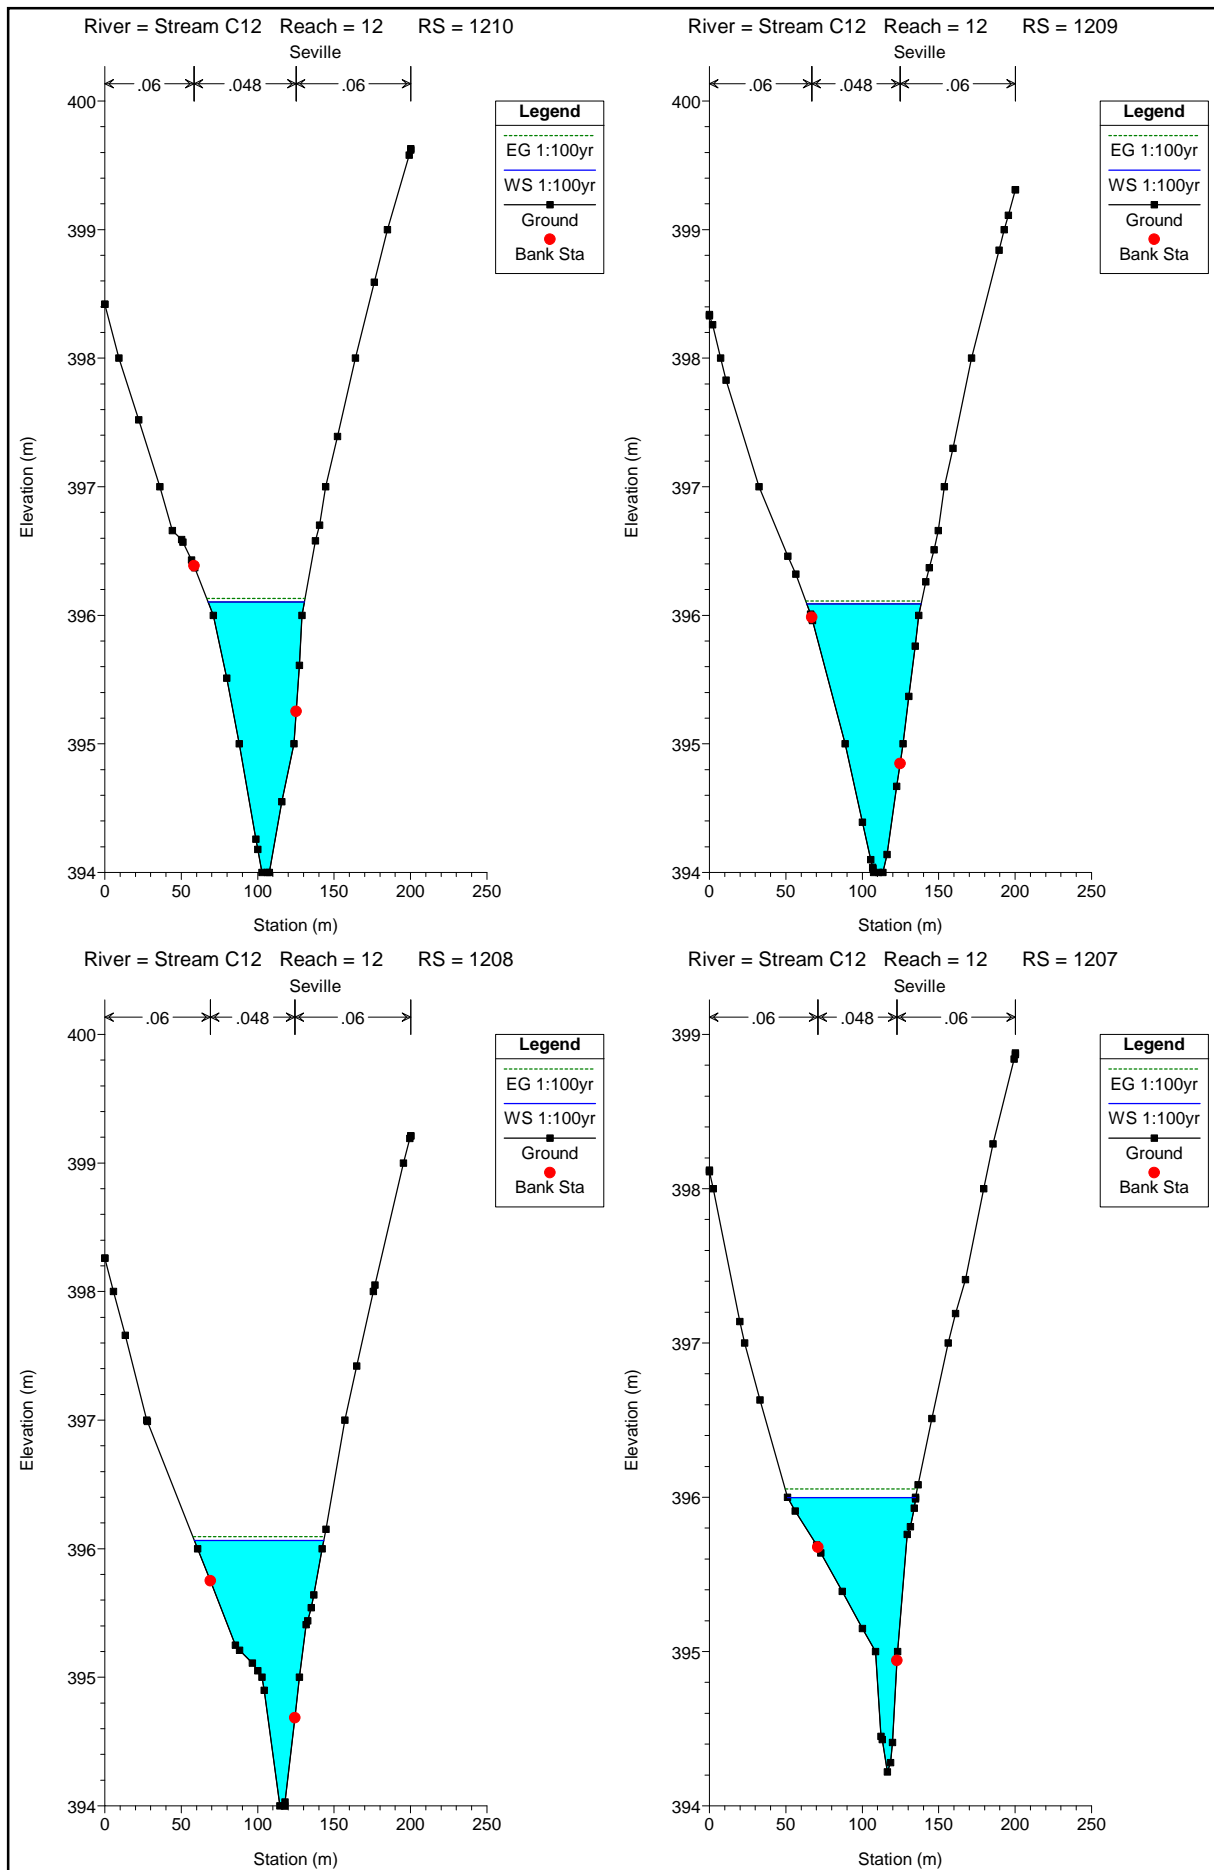 River = Stream C12 Reach = 12 RS = 1210
Seville
.06 .048 .06
400
399
398
397
396
395
394
Elevation (m)
0 50 100 150 200 250
Station (m)
Legend
EG 1:100yr
WS 1:100yr
Ground
Bank Sta
River = Stream C12 Reach = 12 RS = 1209
Seville
.06 .048 .06
400
399
398
397
396
395
394
Elevation (m)
0 50 100 150 200 250
Station (m)
Legend
EG 1:100yr
WS 1:100yr
Ground
Bank Sta
River = Stream C12 Reach = 12 RS = 1208
Seville
.06 .048 .06
400
399
398
397
396
395
394
Elevation (m)
0 50 100 150 200 250
Station (m)
Legend
EG 1:100yr
WS 1:100yr
Ground
Bank Sta
River = Stream C12 Reach = 12 RS = 1207
Seville
.06 .048 .06
399
398
397
396
395
394
Elevation (m)
0 50 100 150 200 250
Station (m)
Legend
EG 1:100yr
WS 1:100yr
Ground
Bank Sta